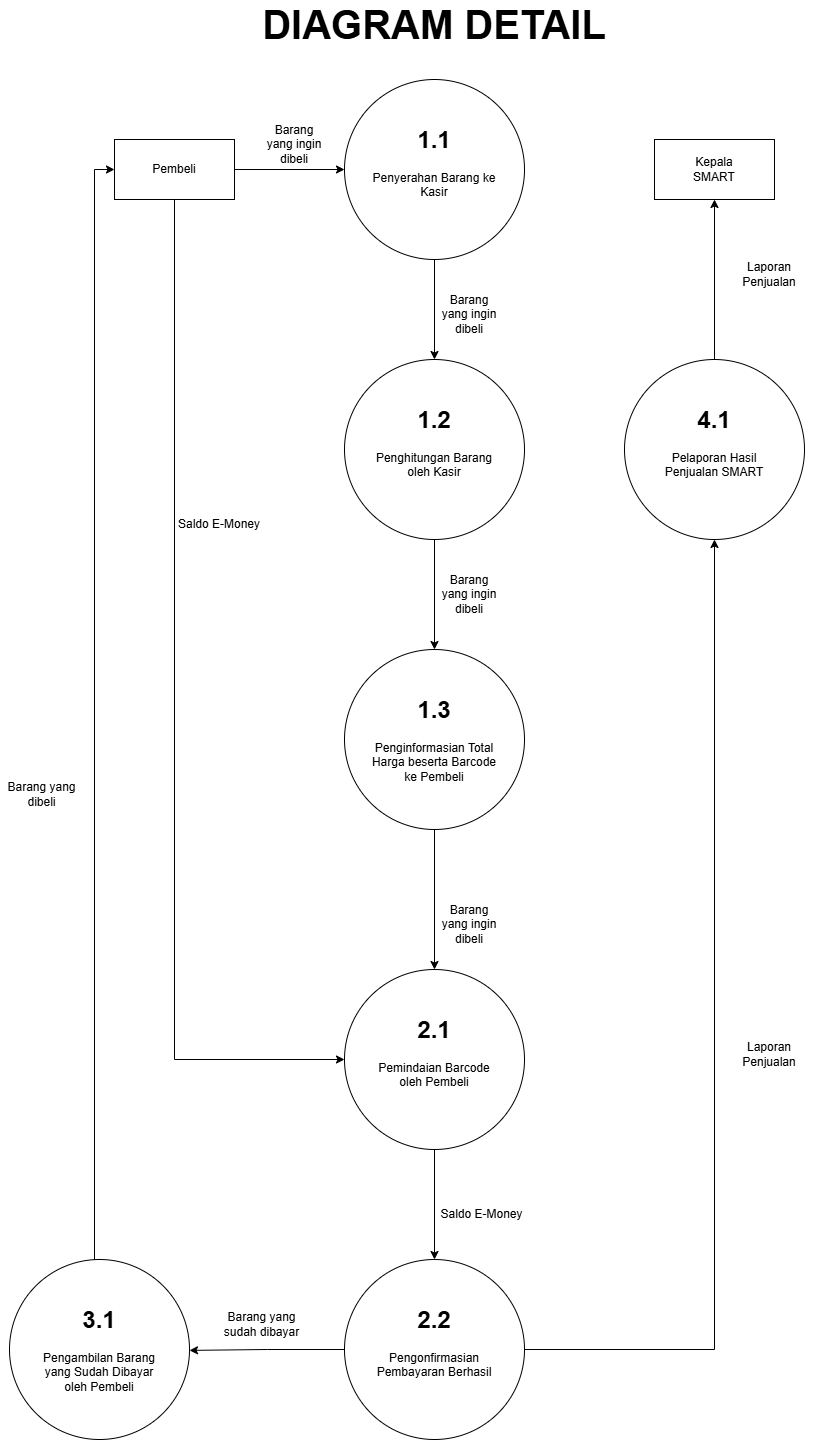 DIAGRAM DETAIL
Pembeli
Barang
yang ingin
dibeli
1.1
Penyerahan Barang ke
Kasir
Kepala
SMART
Laporan
Penjualan
Barang
yang ingin
dibeli
1.2
Penghitungan Barang
oleh Kasir
4.1
Pelaporan Hasil
Penjualan SMART
Saldo E-Money
Barang
yang ingin
dibeli
1.3
Penginformasian Total
Harga beserta Barcode
ke Pembeli
Barang yang
dibeli
Barang
yang ingin
dibeli
2.1
Pemindaian Barcode
oleh Pembeli
Laporan
Penjualan
Saldo E-Money
3.1
Pengambilan Barang
yang Sudah Dibayar
oleh Pembeli
Barang yang
sudah dibayar
2.2
Pengonfirmasian
Pembayaran Berhasil